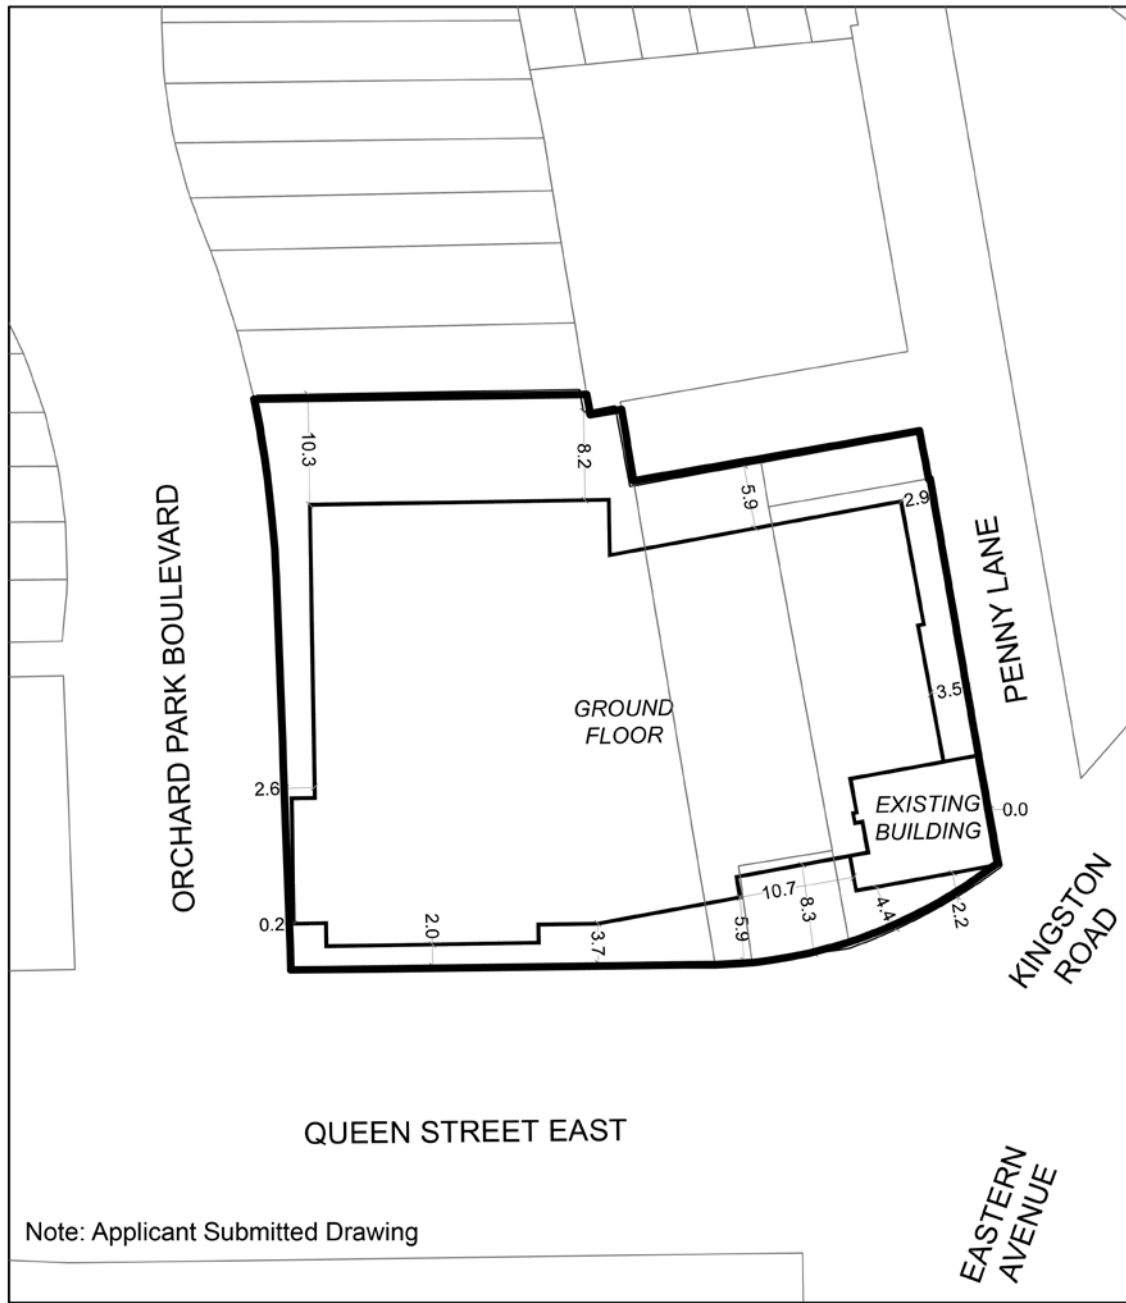 10.3
8.2
5.9
2.9
ORCHARD PARK BOULEVARD
PENNY LANE
3.5
GROUND
FLOOR
2.6
EXISTING
BUILDING
0.0
10.7
8.3
4.4
2.2
0.2
2.0
3.7
5.9
KINGSTON
ROAD
QUEEN STREET EAST
EASTERN
AVENUE
Note: Applicant Submitted Drawing